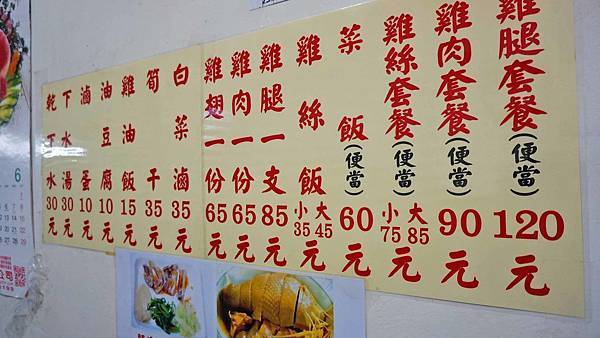 雞腿套餐(便當)120元
雞肉套餐(便當)90元
雞絲套餐(便當)小75大85元
菜飯(便當)60元
雞絲飯小35大45元
雞腿一支85元
雞肉一份65元
雞翅一份65元
白菜滷35元
筍干35元
雞油飯15元
油豆腐10元
滷蛋10元
下水湯30元
乾下水30元
6